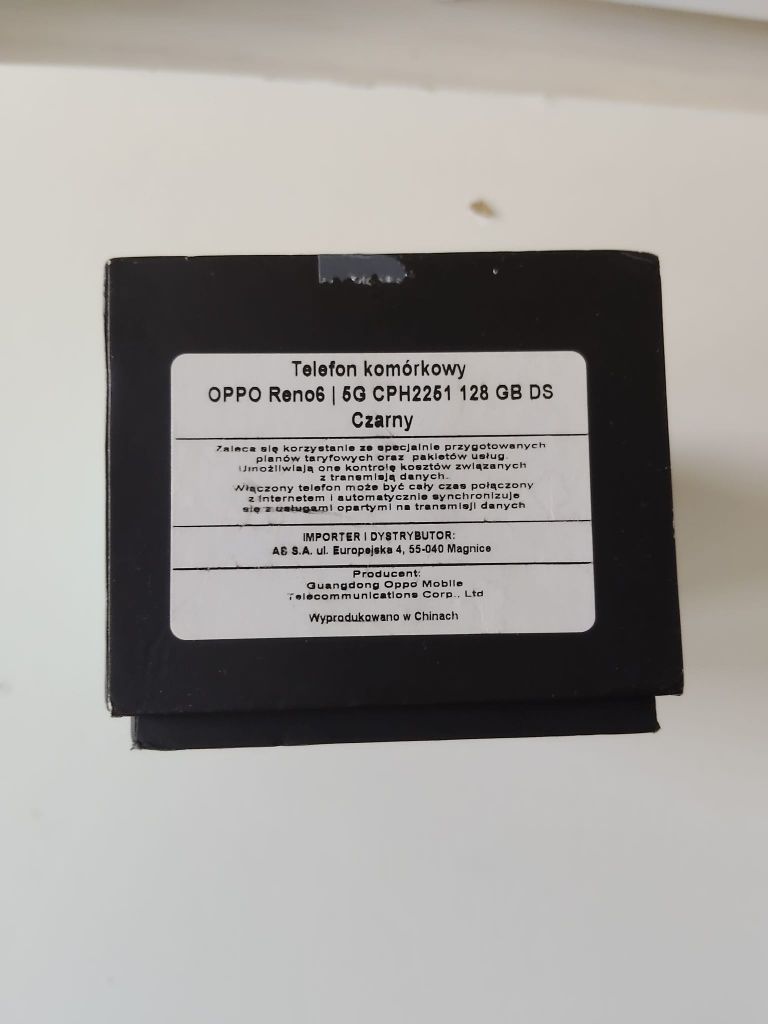 Telefon komórkowy
OPPO Reno6 | 5G CPH2251 128 GB DS
Czarny
Zaleca się korzystanie ze specjalnie przygotowanych
planów taryfowych oraz pakietów usług.
Umożliwiają one kontrolę kosztów związanych
z transmisją danych.
Włączony telefon może być cały czas połączony
z Internetem i automatycznie synchronizuje
się z usługami opartymi na transmisji danych
IMPORTER I DYSTRYBUTOR:
AB S.A. ul. Europejska 4, 55-040 Magnice
Producent:
Guangdong Oppo Mobile
Telecommunications Corp., Ltd
Wyprodukowano w Chinach